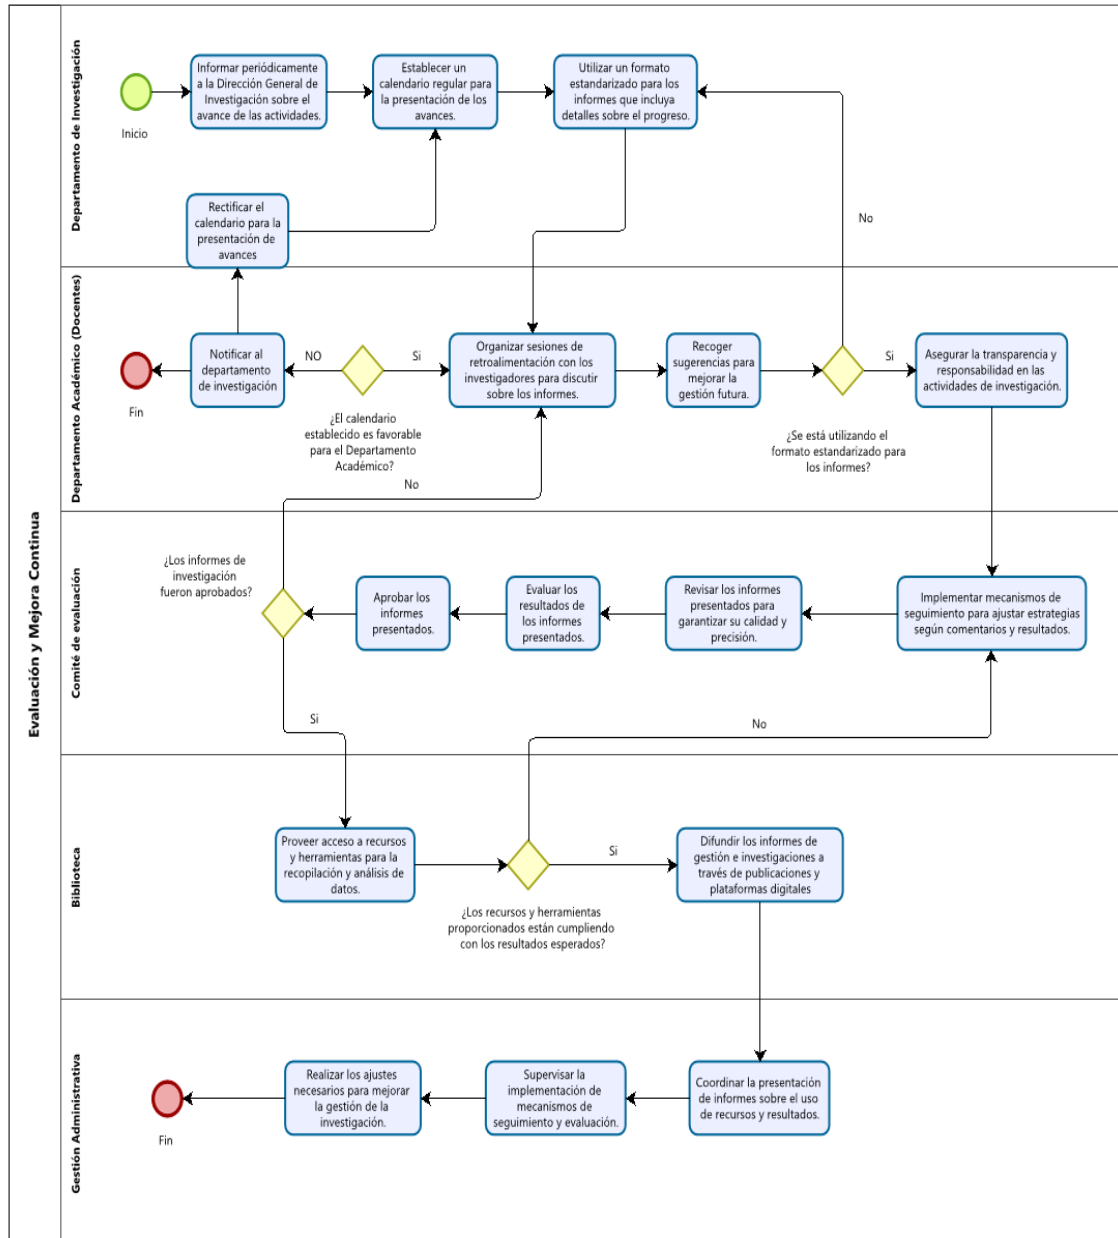 Evaluación y Mejora Continua
Departamento de Investigación
Inicio
Informar periódicamente
a la Dirección General de
Investigación sobre el
avance de las actividades.
Establecer un
calendario regular para
la presentación de los
avances.
Utilizar un formato
estandarizado para los
informes que incluya
detalles sobre el progreso.
Rectificar el
calendario para la
presentación de
avances
No
Departamento Académico (Docentes)
Fin
Notificar al
departamento
de investigación
NO
¿El calendario
establecido es favorable
para el Departamento
Académico?
Si
Organizar sesiones de
retroalimentación con los
investigadores para discutir
sobre los informes.
Recoger
sugerencias para
mejorar la
gestión futura.
¿Se está utilizando el
formato estandarizado para
los informes?
Si
Asegurar la transparencia y
responsabilidad en las
actividades de investigación.
No
Comité de evaluación
¿Los informes de
investigación
fueron aprobados?
Aprobar los
informes
presentados.
Evaluar los
resultados de
los informes
presentados.
Revisar los informes
presentados para
garantizar su calidad y
precisión.
Implementar mecanismos de
seguimiento para ajustar estrategias
según comentarios y resultados.
Si
No
Biblioteca
Proveer acceso a recursos
y herramientas para la
recopilación y análisis de
datos.
¿Los recursos y herramientas
proporcionados están cumpliendo
con los resultados esperados?
Si
Difundir los informes de
gestión e investigaciones a
través de publicaciones y
plataformas digitales
Gestión Administrativa
Fin
Realizar los ajustes
necesarios para mejorar
la gestión de la
investigación.
Supervisar la
implementación de
mecanismos de
seguimiento y evaluación.
Coordinar la presentación
de informes sobre el uso
de recursos y resultados.